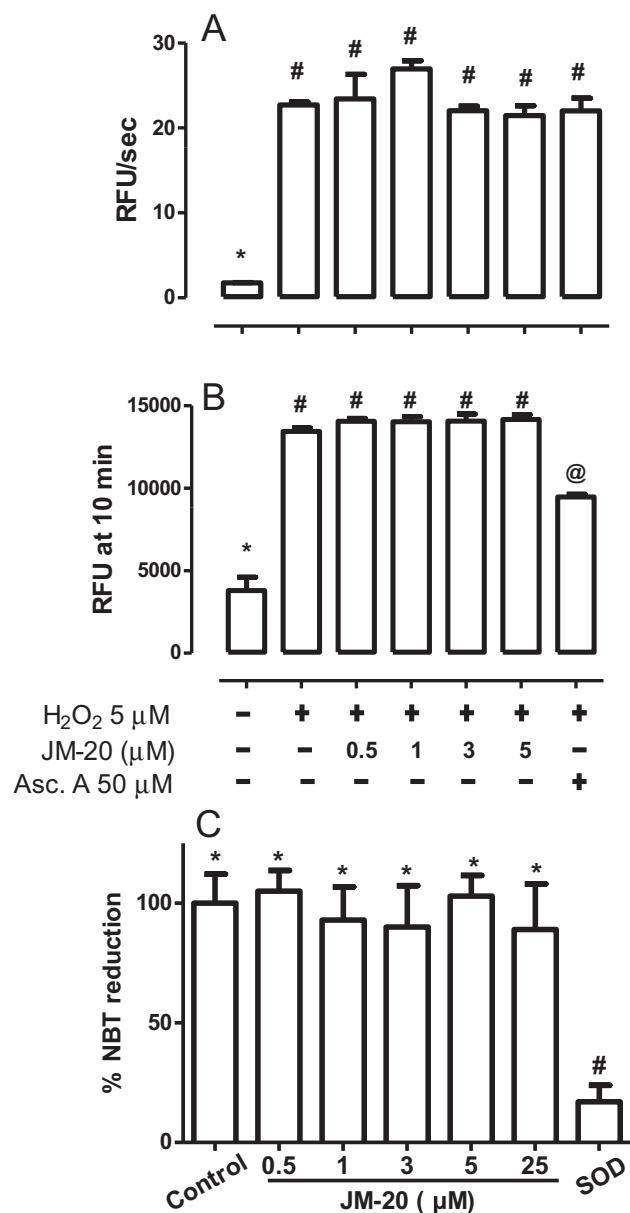 A
RFU/sec
30
20
10
0
* # # # # # #
B
RFU at 10 min
15000
10000
5000
0
* # # # # # @
H₂O₂ 5 μM – + + + + + +
JM-20 (μM) – – 0.5 1 3 5 –
Asc. A 50 μM – – – – – – +
C
% NBT reduction
100
50
0
* * * * * * #
Control 0.5 1 3 5 25 SOD
JM-20 ( μM)